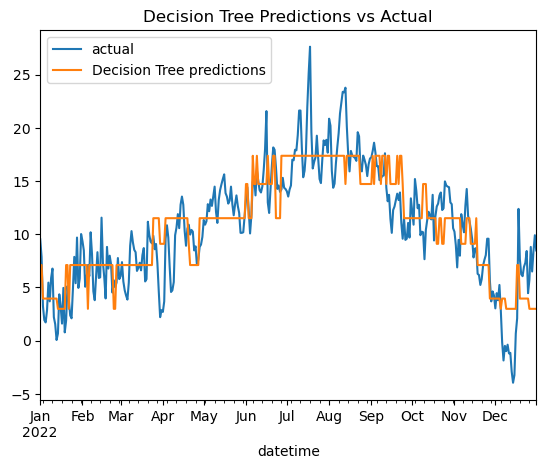 Decision Tree Predictions vs Actual
actual
Decision Tree predictions
25
20
15
10
5
0
−5
Jan Feb Mar Apr May Jun Jul Aug Sep Oct Nov Dec
2022
datetime